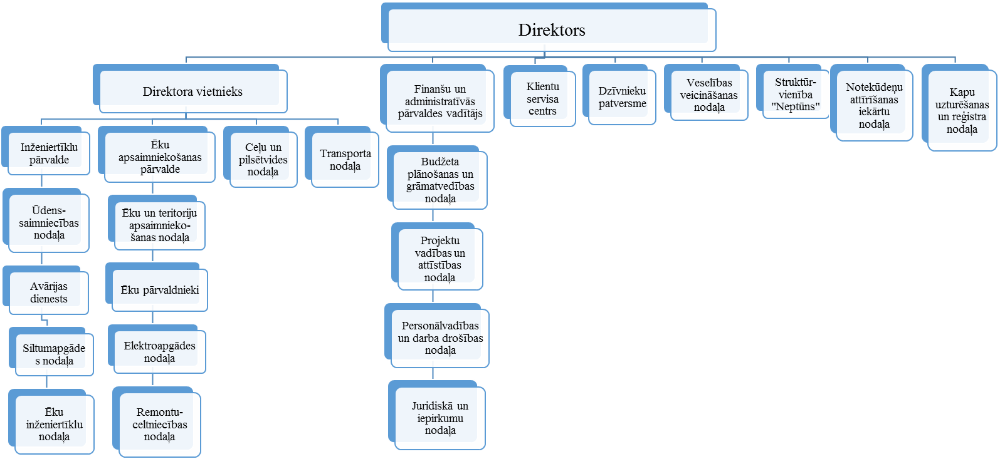 Direktors
Direktora vietnieks
Finanšu un
administratīvās
pārvaldes vadītājs
Klientu
servisa
centrs
Dzīvnieku
patversme
Veselības
veicināšanas
nodaļa
Struktūr-
vienība
"Neptūns"
Notekūdeņu
attīrīšanas
iekārtu
nodaļa
Kapu
uzturēšanas
un reģistra
nodaļa
Inženiertīklu
pārvalde
Ēku
apsaimniekošanas
pārvalde
Ceļu un
pilsētvides
nodaļa
Transporta
nodaļa
Ūdens-
saimniecības
nodaļa
Avārijas
dienests
Siltumapgāde
s nodaļa
Ēku
inženiertīklu
nodaļa
Ēku un teritoriju
apsaimnieko-
šanas nodaļa
Ēku pārvaldnieki
Elektroapgādes
nodaļa
Remontu-
celtniecības
nodaļa
Budžeta
plānošanas un
grāmatvedības
nodaļa
Projektu
vadības un
attīstības
nodaļa
Personālvadības
un darba drošības
nodaļa
Juridiskā un
iepirkumu
nodaļa